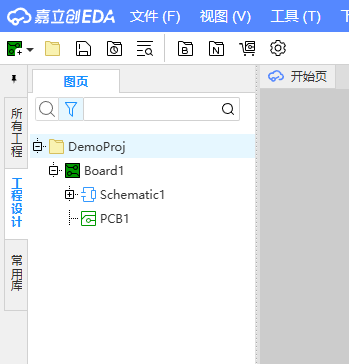 嘉立创EDA 文件 (F) 视图 (V) 工具 (T)
B N
图页
开始页
所有工程
工程设计
常用库
DemoProj
Board1
Schematic1
PCB1